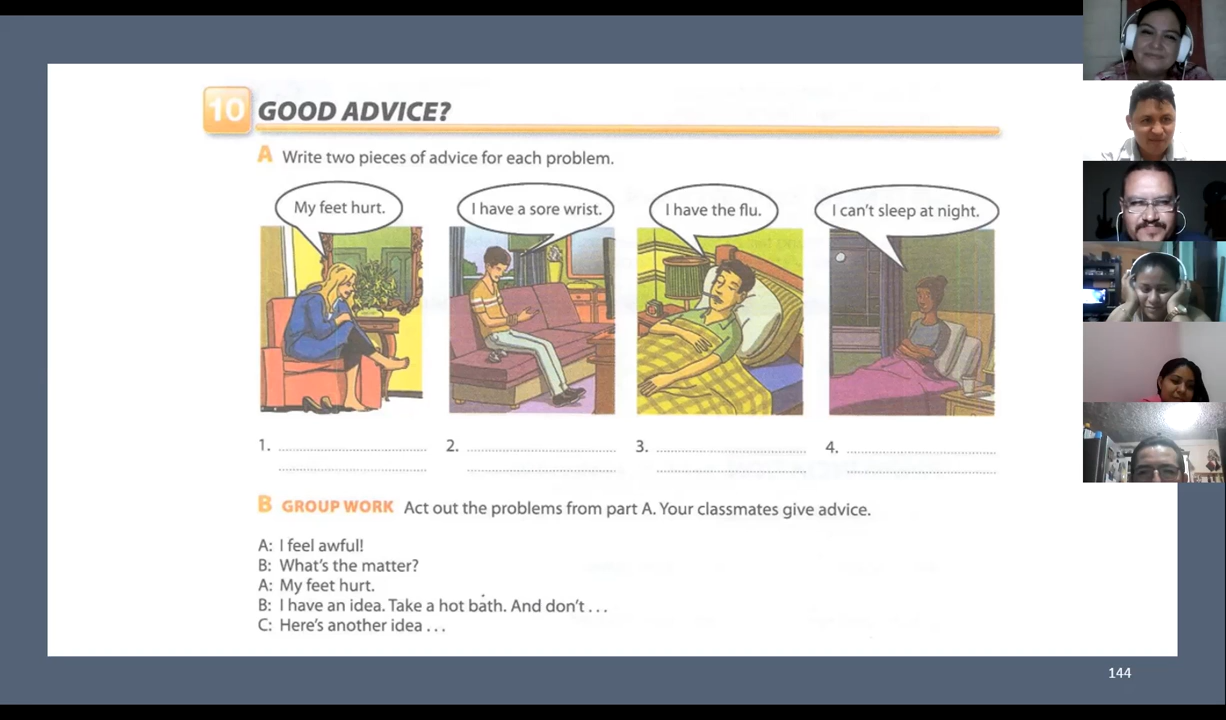 10 GOOD ADVICE?
A Write two pieces of advice for each problem.
My feet hurt.
I have a sore wrist.
I have the flu.
I can't sleep at night.
1.
2.
3.
4.
B GROUP WORK Act out the problems from part A. Your classmates give advice.
A: I feel awful!
B: What's the matter?
A: My feet hurt.
B: I have an idea. Take a hot bath. And don't . . .
C: Here's another idea . . .
144